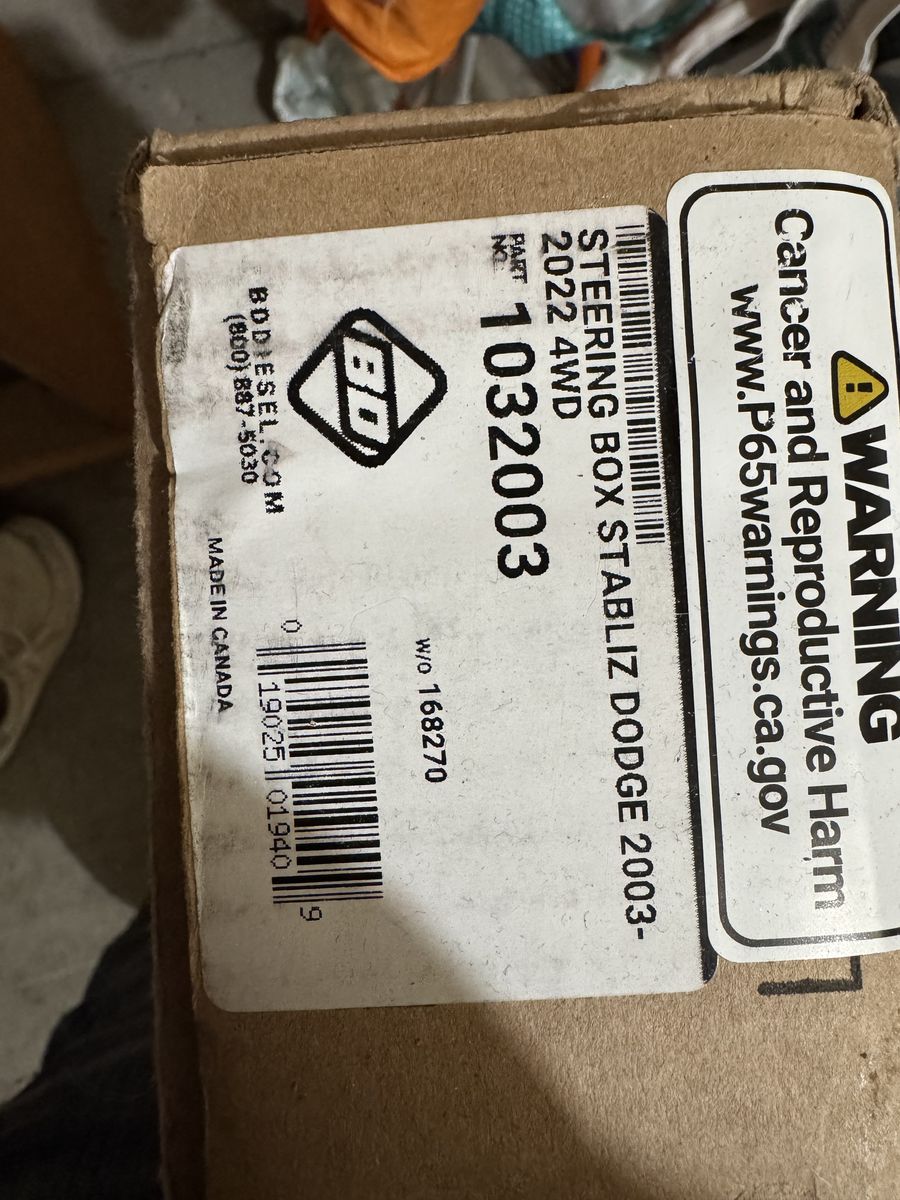 WARNING
Cancer and Reproductive Harm
www.P65warnings.ca.gov
STEERING BOX STABLIZ DODGE 2003-
2022 4WD
PART
NO.
1032003
W/O 168270
BD
BDDIESEL.COM
(800) 887-5030
MADE IN CANADA
0 19025 01940 9